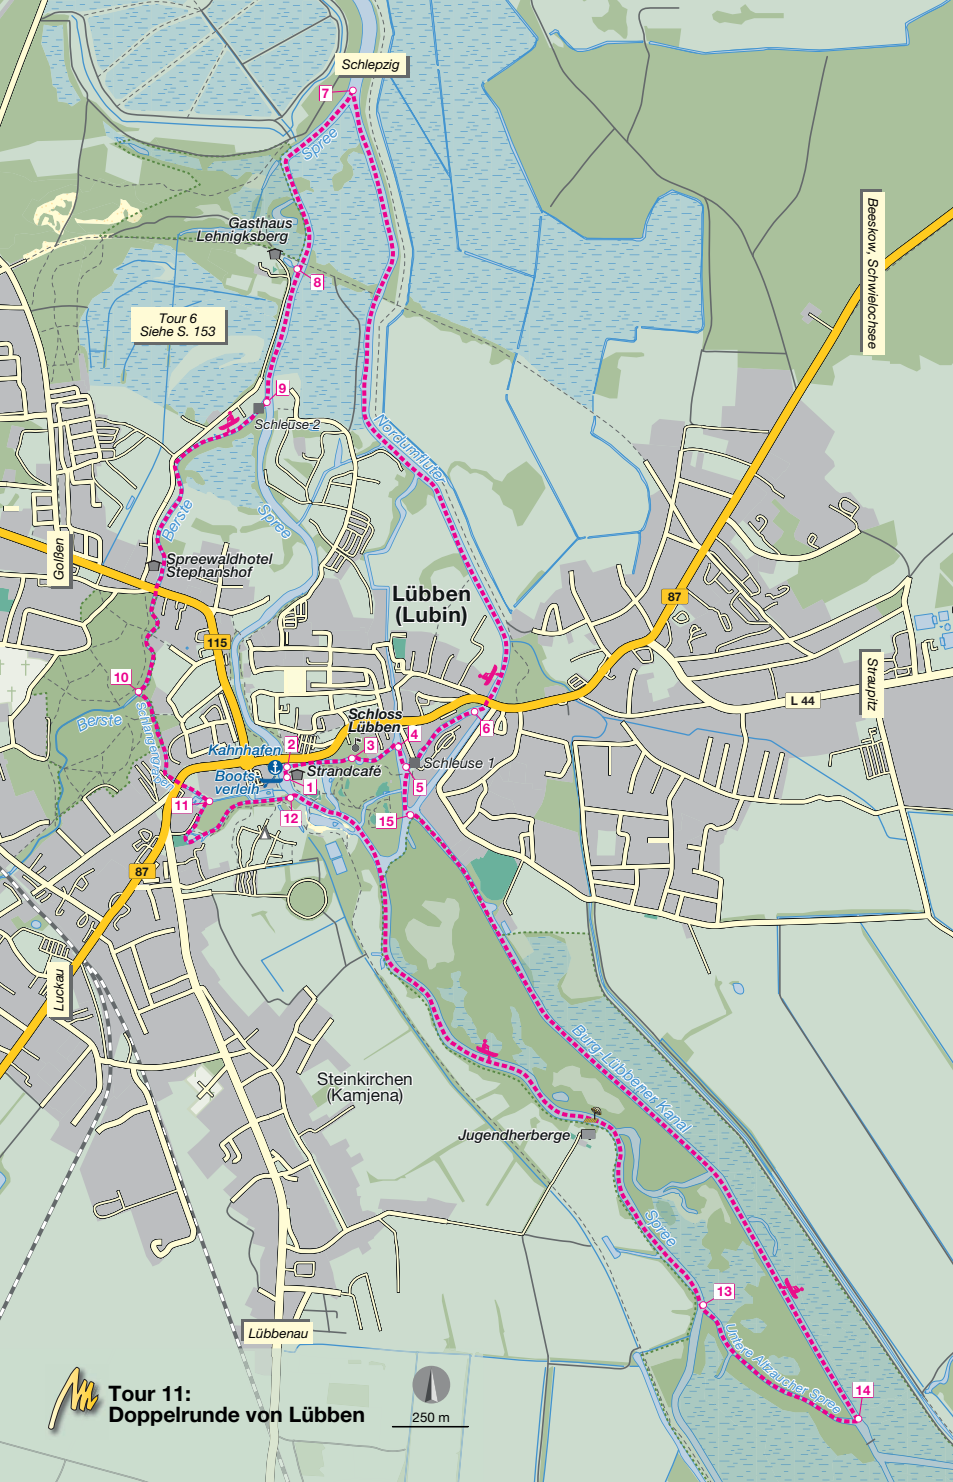 Schlepzig
7
Spree
Gasthaus
Lehnigksberg
8
Beeskow, Schwielochsee
Tour 6
Siehe S. 153
9
Schleuse 2
Nordumfluter
Berste
Spree
Golßen
Spreewaldhotel
Stephanshof
Lübben
(Lubin)
87
115
10
Straupitz
L 44
Berste
Schlangengraben
Schloss
Lübben
6
Kahnhafen
2
3
4
Schleuse 1
Boots-
verleih
Strandcafé
1
5
11
12
15
87
Luckau
Burg-Lübbener Kanal
Steinkirchen
(Kamjena)
Jugendherberge
Spree
13
Lübbenau
Untere Altzaucher Spree
14
Tour 11:
Doppelrunde von Lübben
250 m